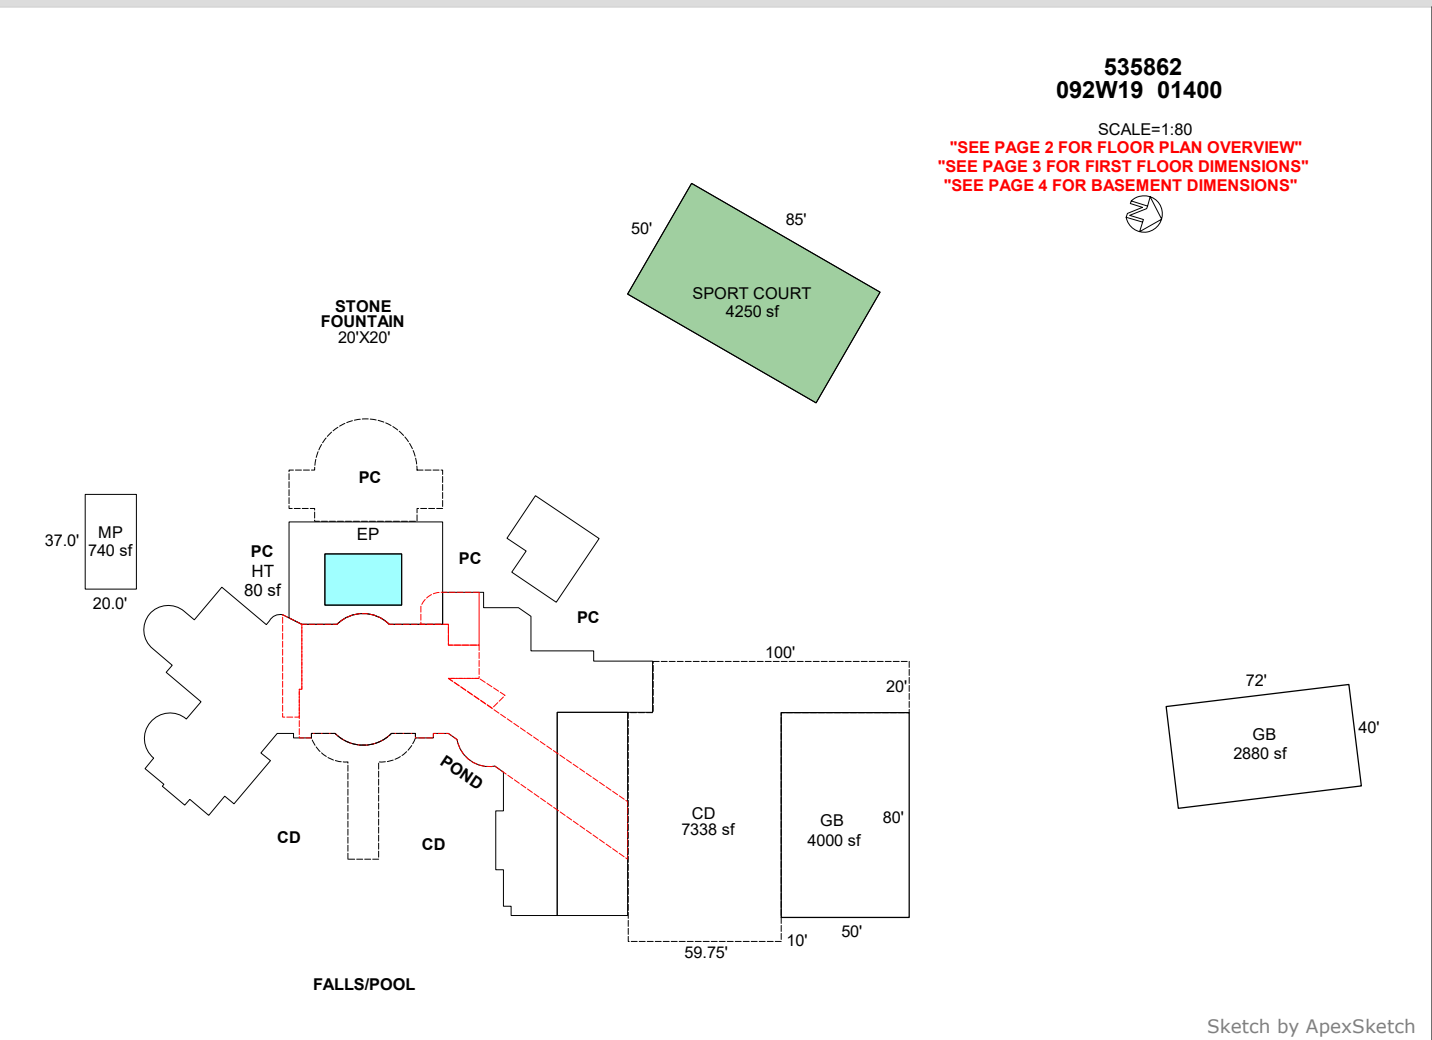 535862
092W19 01400
SCALE=1:80
"SEE PAGE 2 FOR FLOOR PLAN OVERVIEW"
"SEE PAGE 3 FOR FIRST FLOOR DIMENSIONS"
"SEE PAGE 4 FOR BASEMENT DIMENSIONS"
50'
85'
SPORT COURT
4250 sf
STONE
FOUNTAIN
20'X20'
PC
37.0'
MP
740 sf
20.0'
EP
PC
HT
80 sf
PC
PC
100'
20'
72'
40'
GB
2880 sf
POND
CD
CD
CD
7338 sf
GB
4000 sf
80'
50'
10'
59.75'
FALLS/POOL
Sketch by ApexSketch